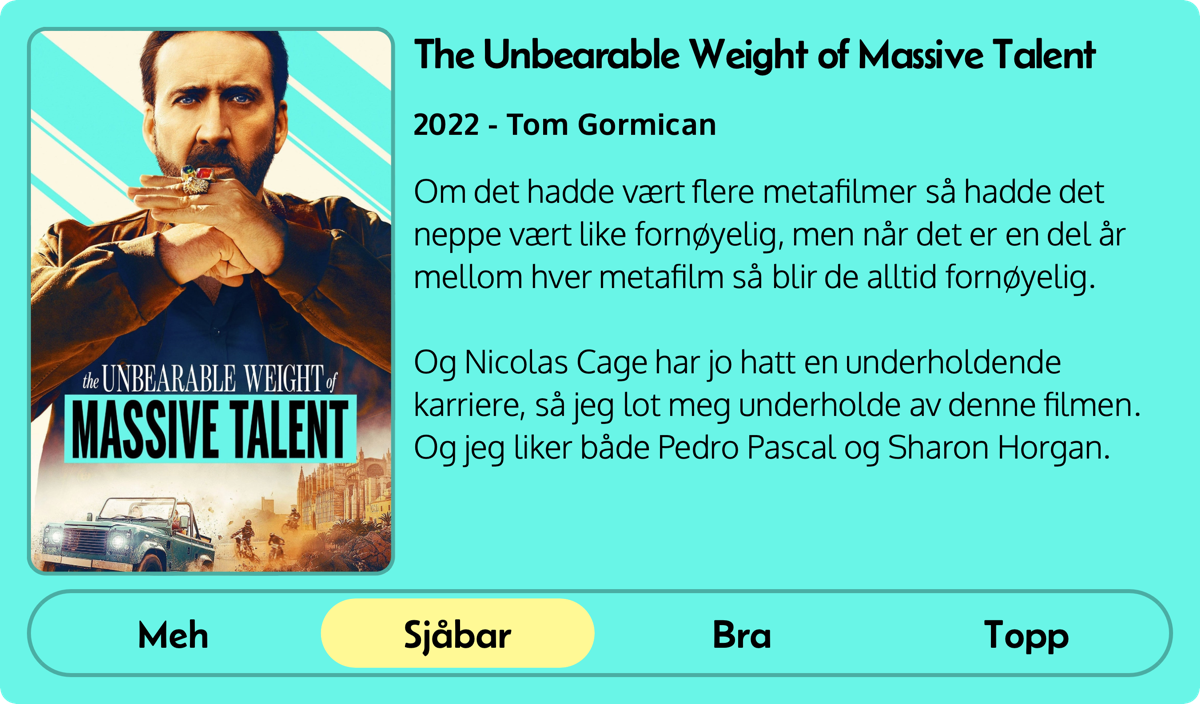 The Unbearable Weight of Massive Talent
2022 - Tom Gormican
Om det hadde vært flere metafilmer så hadde det
neppe vært like fornøyelig, men når det er en del år
mellom hver metafilm så blir de alltid fornøyelig.
Og Nicolas Cage har jo hatt en underholdende
karriere, så jeg lot meg underholde av denne filmen.
Og jeg liker både Pedro Pascal og Sharon Horgan.
the UNBEARABLE WEIGHT of
MASSIVE TALENT
Meh Sjåbar Bra Topp